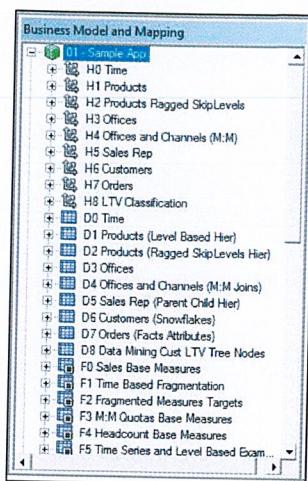 Business Model and Mapping
01 - Sample App
H0 Time
H1 Products
H2 Products Ragged SkipLevels
H3 Offices
H4 Offices and Channels (M:M)
H5 Sales Rep
H6 Customers
H7 Orders
H8 LTV Classification
D0 Time
D1 Products (Level Based Hier)
D2 Products (Ragged SkipLevels Hier)
D3 Offices
D4 Offices and Channels (M:M Joins)
D5 Sales Rep (Parent Child Hier)
D6 Customers (Snowflakes)
D7 Orders (Facts Attributes)
D8 Data Mining Cust LTV Tree Nodes
F0 Sales Base Measures
F1 Time Based Fragmentation
F2 Fragmented Measures Targets
F3 M:M Quotas Base Measures
F4 Headcount Base Measures
F5 Time Series and Level Based Exam...